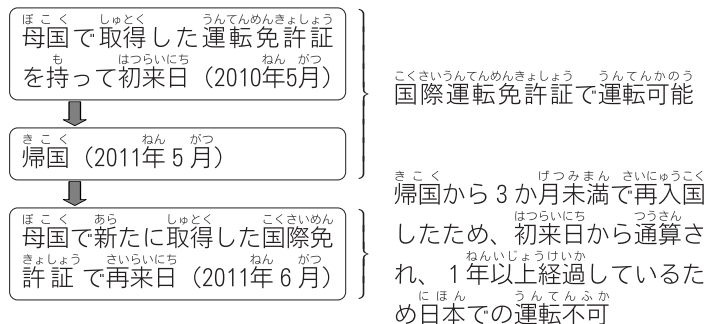 母国で取得した運転免許証
を持って初来日（2010年5月）
国際運転免許証で運転可能
帰国（2011年 5 月）
母国で新たに取得した国際免
許証 で再来日（2011年 6 月）
帰国から 3 か月未満で再入国
したため、初来日から通算さ
れ、 1 年以上経過しているた
め日本での運転不可